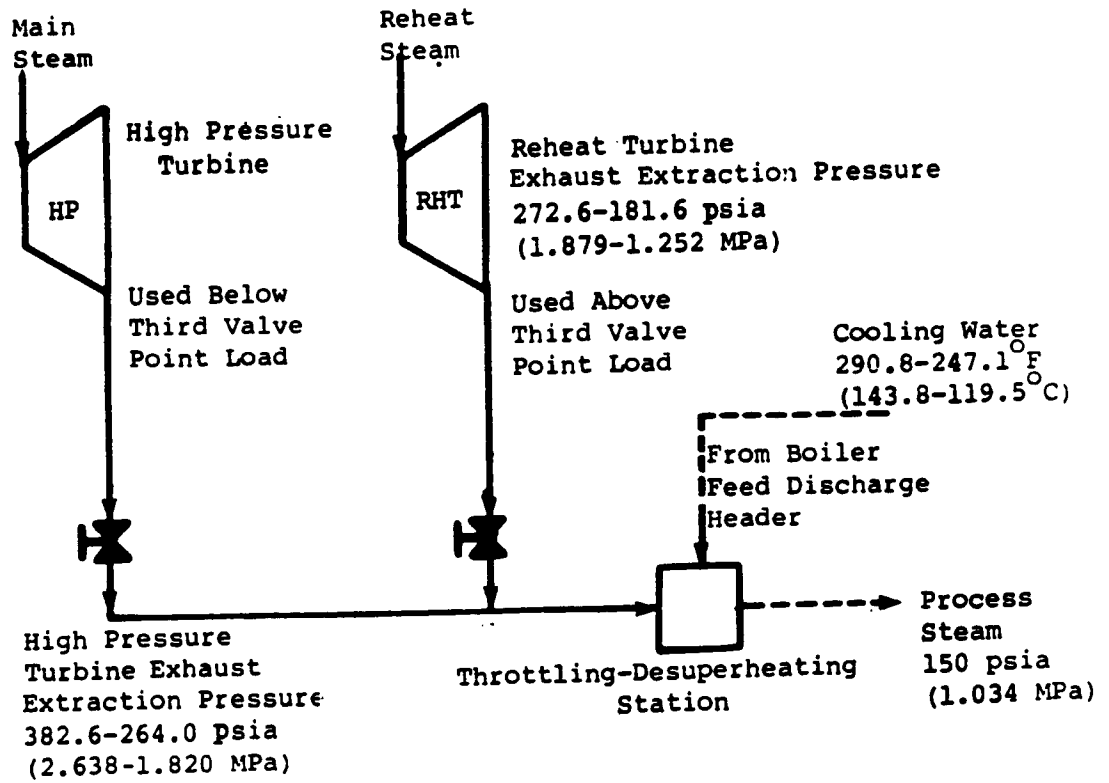 Main
Steam
High Pressure
Turbine
HP
Used Below
Third Valve
Point Load
High Pressure
Turbine Exhaust
Extraction Pressure
382.6-264.0 psia
(2.638-1.820 MPa)
Reheat
Steam
RHT
Reheat Turbine
Exhaust Extraction Pressure
272.6-181.6 psia
(1.879-1.252 MPa)
Used Above
Third Valve
Point Load
Cooling Water
290.8-247.1°F
(143.8-119.5°C)
From Boiler
Feed Discharge
Header
Throttling-Desuperheating
Station
Process
Steam
150 psia
(1.034 MPa)